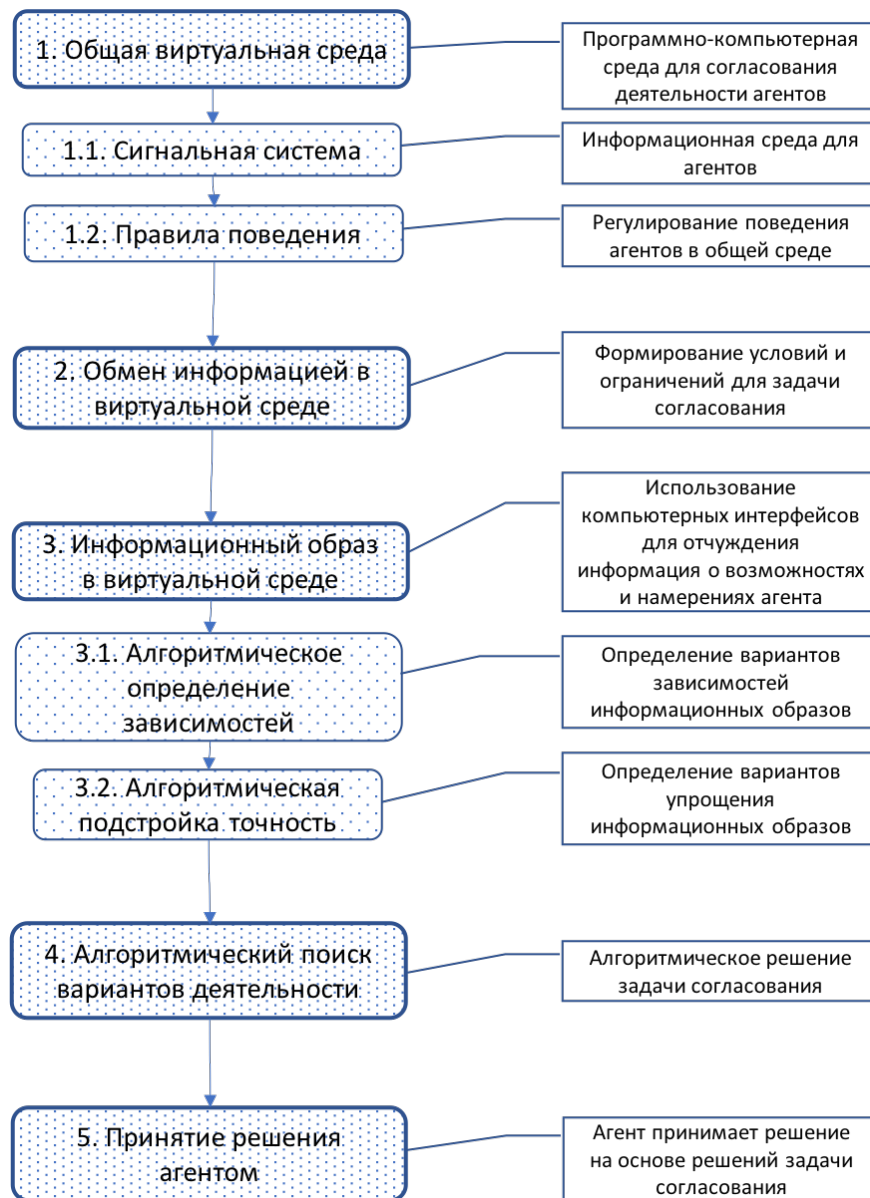 1. Общая виртуальная среда
Программно-компьютерная
среда для согласования
деятельности агентов
1.1. Сигнальная система
Информационная среда для
агентов
1.2. Правила поведения
Регулирование поведения
агентов в общей среде
2. Обмен информацией в
виртуальной среде
Формирование условий и
ограничений для задачи
согласования
3. Информационный образ
в виртуальной среде
Использование
компьютерных интерфейсов
для отчуждения
информация о возможностях
и намерениях агента
3.1. Алгоритмическое
определение
зависимостей
Определение вариантов
зависимостей
информационных образов
3.2. Алгоритмическая
подстройка точность
Определение вариантов
упрощения
информационных образов
4. Алгоритмический поиск
вариантов деятельности
Алгоритмическое решение
задачи согласования
5. Принятие решения
агентом
Агент принимает решение
на основе решений задачи
согласования